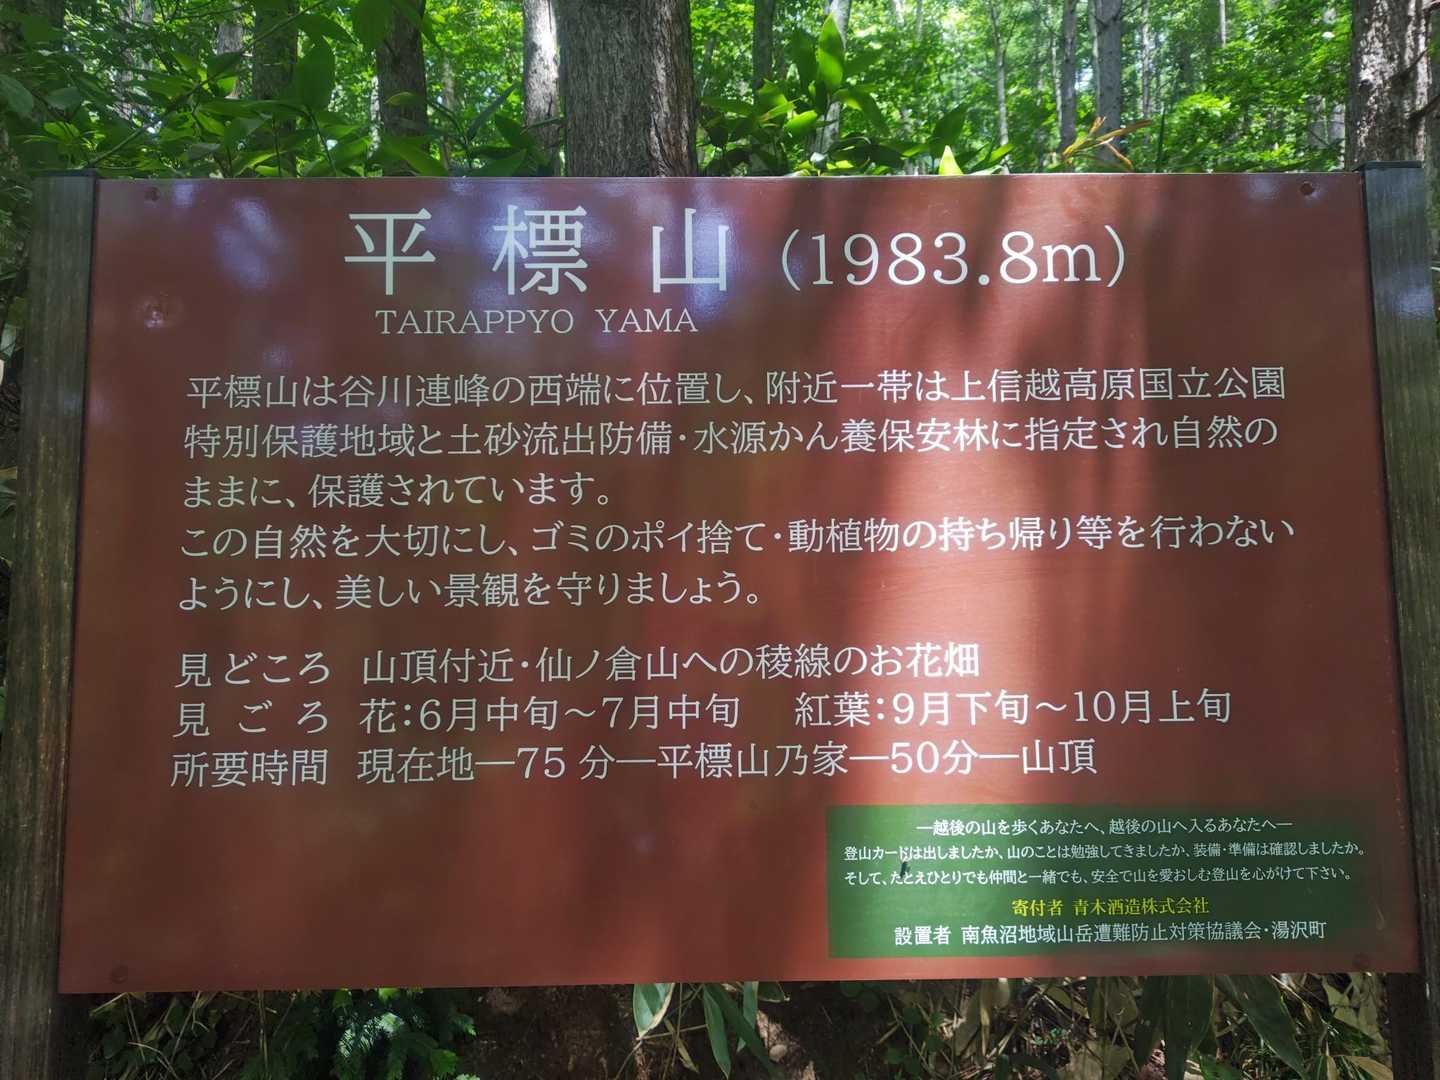 平標山(1983.8m)
TAIRAPPYO YAMA
平標山は谷川連峰の西端に位置し、附近一帯は上信越高原国立公園
特別保護地域と土砂流出防備・水源かん養保安林に指定され自然の
ままに、保護されています。
この自然を大切にし、ゴミのポイ捨て・動植物の持ち帰り等を行わない
ようにし、美しい景観を守りましょう。
見どころ 山頂付近・仙ノ倉山への稜線のお花畑
見ごろ 花:6月中旬～7月中旬 紅葉:9月下旬～10月上旬
所要時間 現在地―75分―平標山乃家―50分―山頂
―越後の山を歩くあなたへ、越後の山へ入るあなたへ―
登山カードは出しましたか、山のことは勉強してきましたか、装備・準備は確認しましたか。
そして、たとえひとりでも仲間と一緒でも、安全で山を愛おしむ登山を心がけて下さい。
寄付者 青木酒造株式会社
設置者 南魚沼地域山岳遭難防止対策協議会・湯沢町